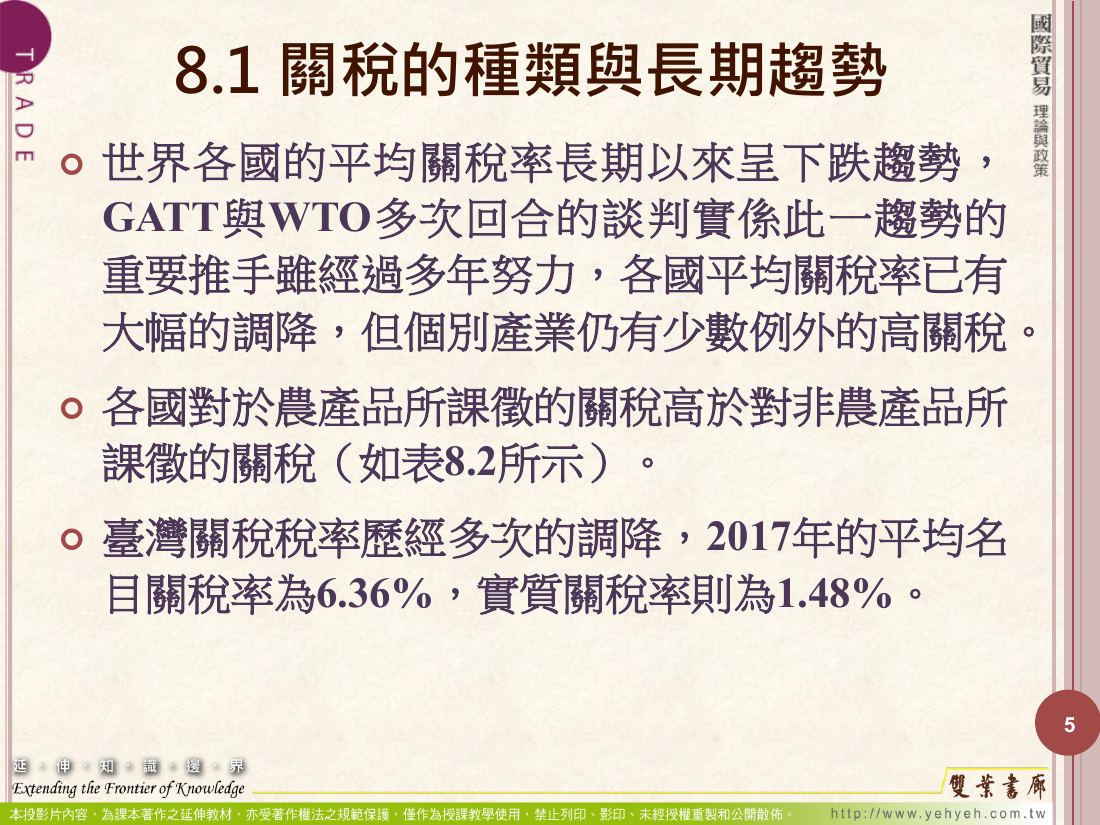 TRADE
國際貿易 理論與政策
8.1 關稅的種類與長期趨勢
世界各國的平均關稅率長期以來呈下跌趨勢，
GATT與WTO多次回合的談判實係此一趨勢的
重要推手雖經過多年努力，各國平均關稅率已有
大幅的調降，但個別產業仍有少數例外的高關稅。
各國對於農產品所課徵的關稅高於對非農產品所
課徵的關稅（如表8.2所示）。
臺灣關稅稅率歷經多次的調降，2017年的平均名
目關稅率為6.36%，實質關稅率則為1.48%。
5
延‧伸‧知‧識‧邊‧界
Extending the Frontier of Knowledge
雙葉書廊
本投影片內容，為課本著作之延伸教材，亦受著作權法之規範保護，僅作為授課教學使用，禁止列印、影印、未經授權重製和公開散佈。
http://www.yehyeh.com.tw